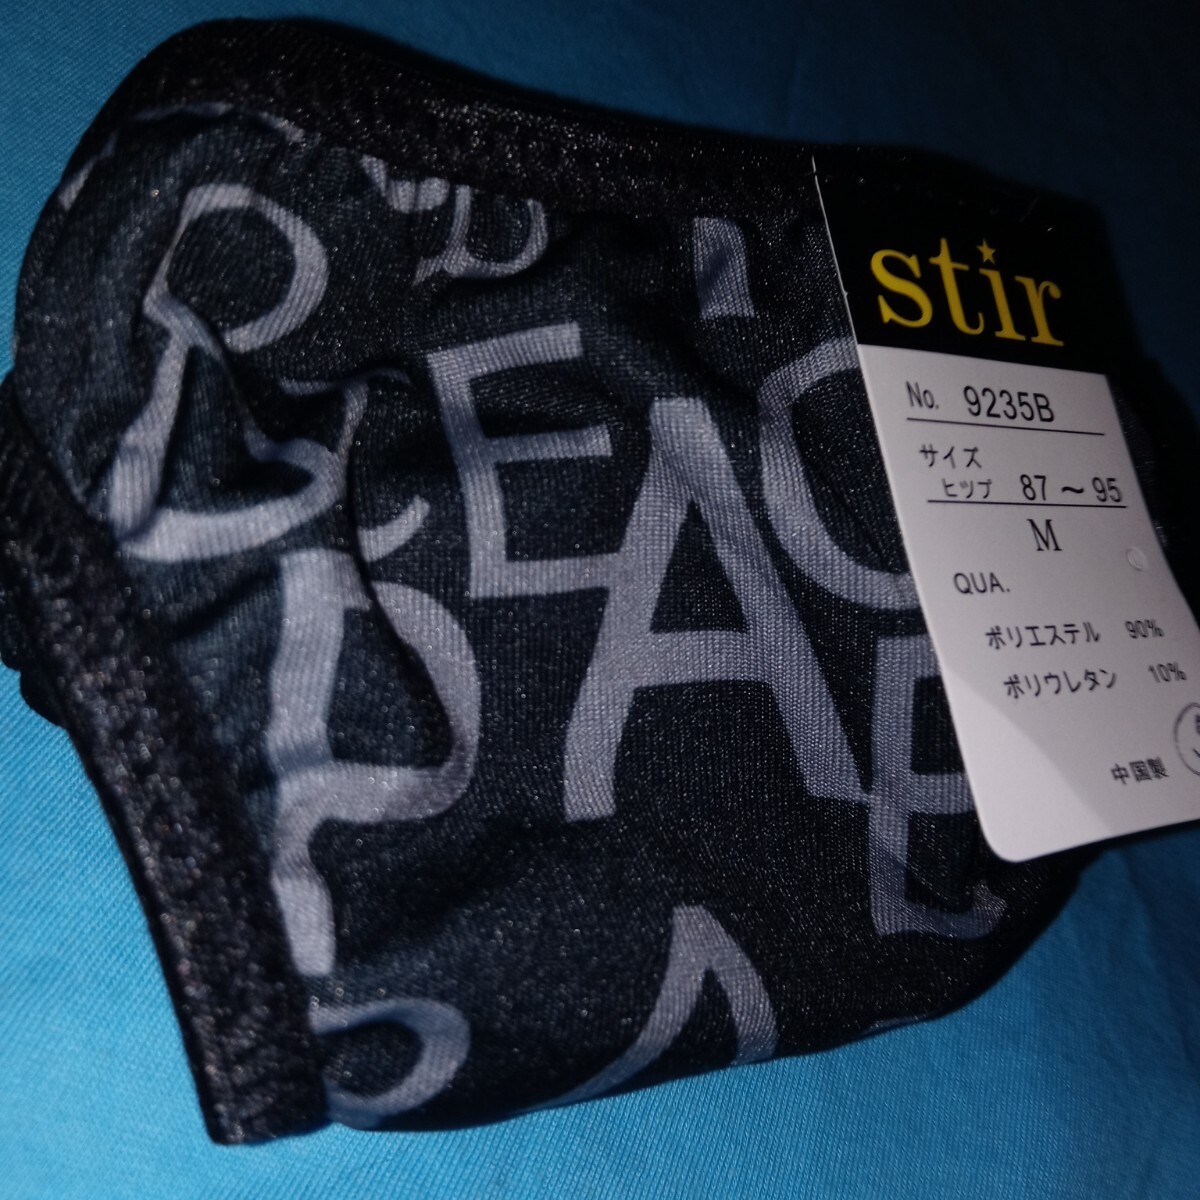 stir
No. 9235B
サイズ
ヒップ 87～95
M
QUA.
ポリエステル 90%
ポリウレタン 10%
中国製
PEACE